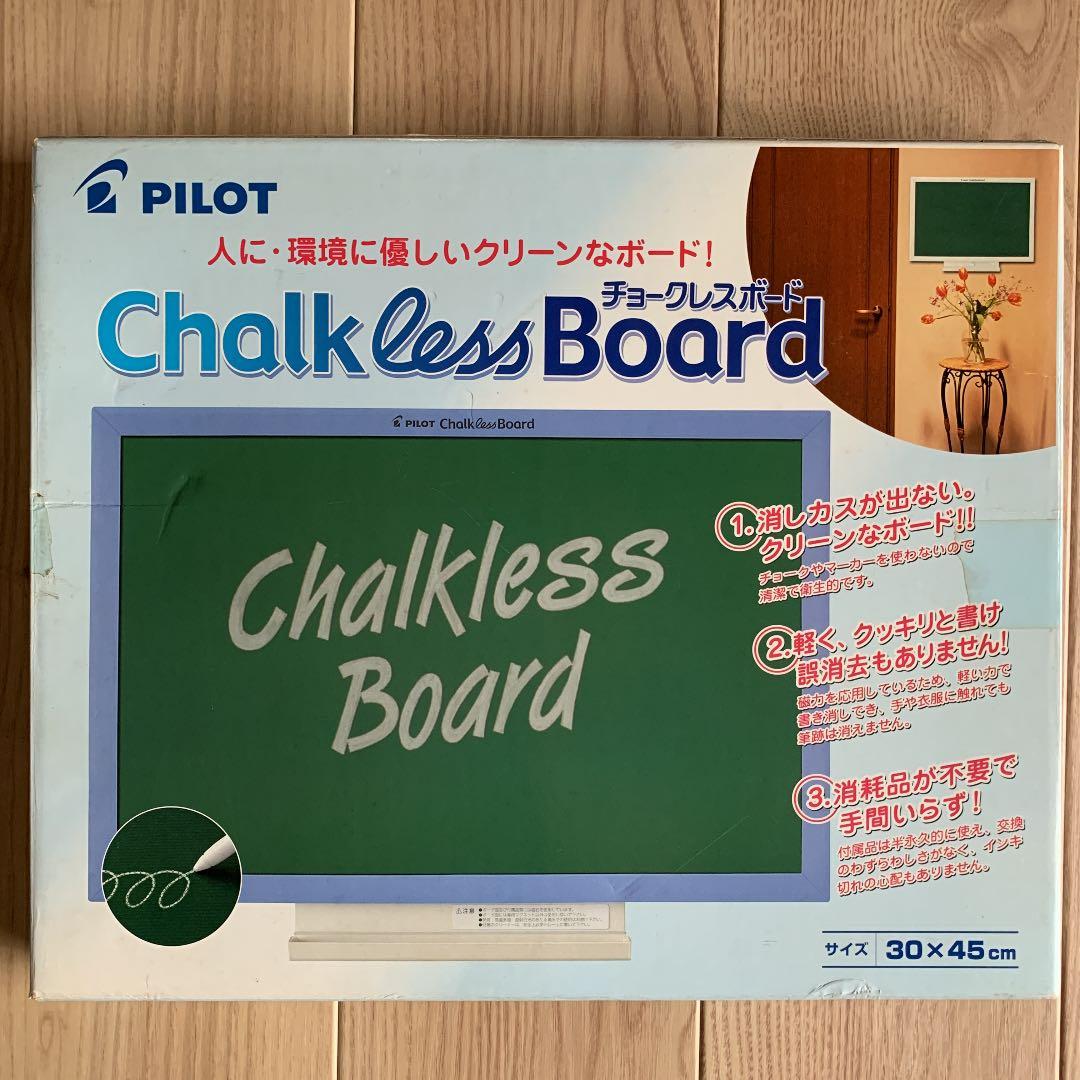 PILOT
人に・環境に優しいクリーンなボード!
チョークレスボード
Chalkless Board
PILOT ChalklessBoard
Chalkless
Board
1.消しカスが出ない。
クリーンなボード!!
チョークやマーカーを使わないので
清潔で衛生的です。
2.軽く、クッキリと書け
誤消去もありません!
磁力を応用しているため、軽い力で
書き消しでき、手や衣服に触れても
筆跡は消えません。
3.消耗品が不要で
手間いらず!
付属品は半永久的に使え、交換
のわずらわしさがなく、インキ
切れの心配もありません。
⚠注意
サイズ 30×45cm